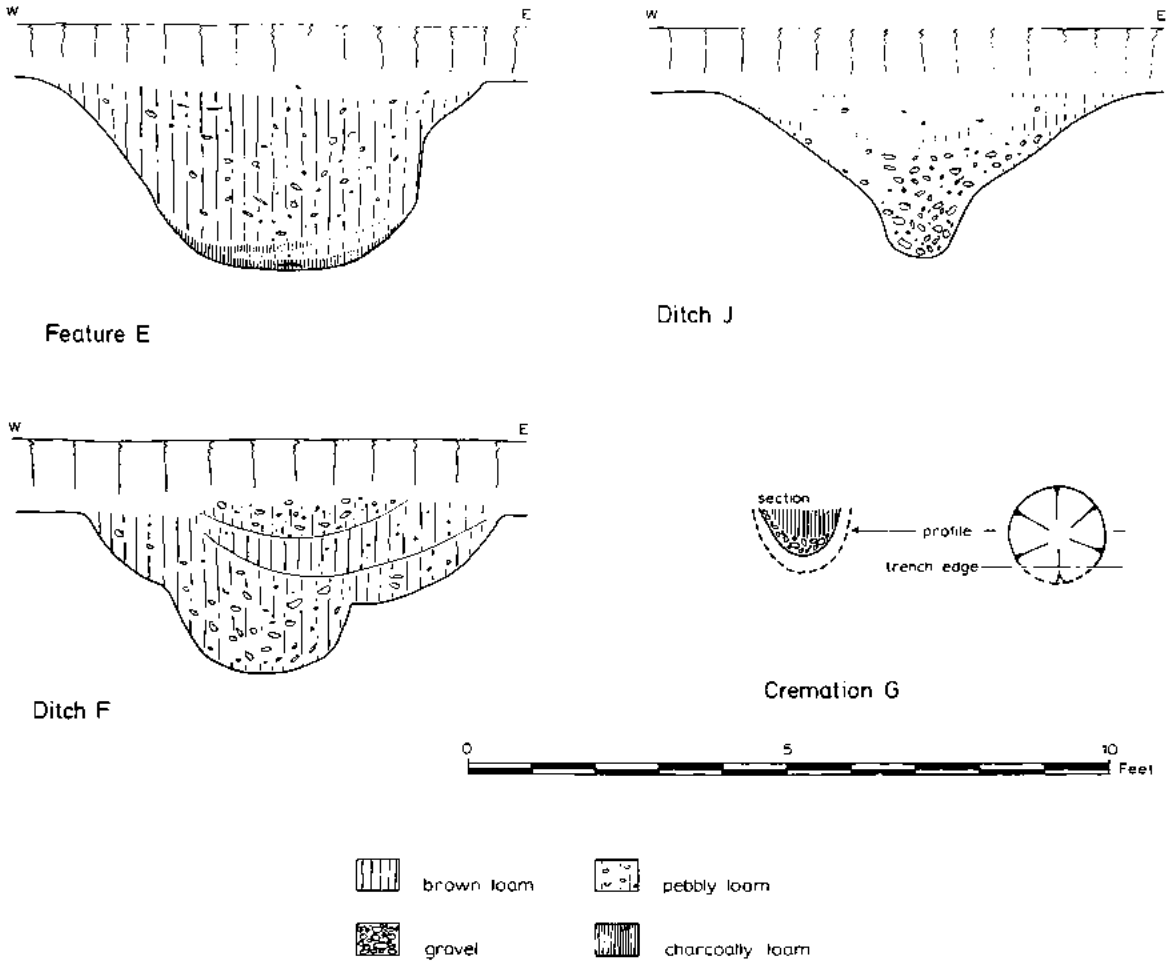 W E
W E
Feature E
Ditch J
W E
section
profile
trench edge
Ditch F
Cremation G
0 5 10
Feet
brown loam
pebbly loam
gravel
charcoally loam